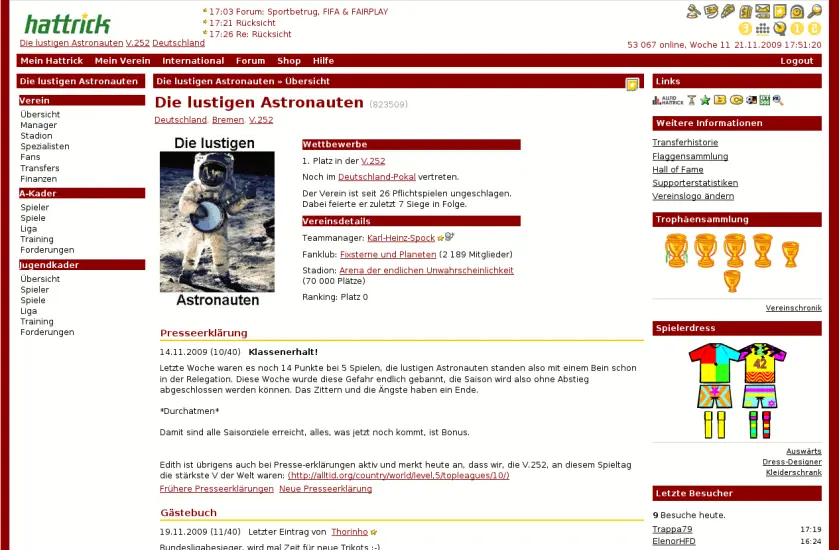 hattrick
Die lustigen Astronauten V.252 Deutschland
17:03 Forum: Sportbetrug, FIFA & FAIRPLAY
17:21 Rücksicht
17:26 Re: Rücksicht
53 067 online, Woche 11 21.11.2009 17:51:20
Mein Hattrick Mein Verein International Forum Shop Hilfe Logout
Die lustigen Astronauten
Verein
Übersicht
Manager
Stadion
Spezialisten
Fans
Transfers
Finanzen
A-Kader
Spieler
Spiele
Liga
Training
Forderungen
Jugendkader
Übersicht
Spieler
Spiele
Liga
Training
Forderungen
Die lustigen Astronauten » Übersicht
Die lustigen Astronauten (823509)
Deutschland, Bremen, V.252
Die lustigen
Astronauten
Wettbewerbe
1. Platz in der V.252
Noch im Deutschland-Pokal vertreten.
Der Verein ist seit 26 Pflichtspielen ungeschlagen.
Dabei feierte er zuletzt 7 Siege in Folge.
Vereinsdetails
Teammanager: Karl-Heinz-Spock
Fanklub: Fixsterne und Planeten (2 189 Mitglieder)
Stadion: Arena der endlichen Unwahrscheinlichkeit
(70 000 Plätze)
Ranking: Platz 0
Presseerklärung
14.11.2009 (10/40) Klassenerhalt!
Letzte Woche waren es noch 14 Punkte bei 5 Spielen, die lustigen Astronauten standen also mit einem Bein schon
in der Relegation. Diese Woche wurde diese Gefahr endlich gebannt, die Saison wird also ohne Abstieg
abgeschlossen werden können. Das Zittern und die Ängste haben ein Ende.
*Durchatmen*
Damit sind alle Saisonziele erreicht, alles, was jetzt noch kommt, ist Bonus.
Edith ist übrigens auch bei Presse-erklärungen aktiv und merkt heute an, dass wir, die V.252, an diesem Spieltag
die stärkste V der Welt waren: (http://alltid.org/country/world/level,5/topleagues/10/)
Frühere Presseerklärungen Neue Presseerklärung
Gästebuch
19.11.2009 (11/40) Letzter Eintrag von Thorinho
Bundesligabesieger, wird mal Zeit für neue Trikots :-)
Links
ALLTID
HATTRICK
Weitere Informationen
Transferhistorie
Flaggensammlung
Hall of Fame
Supporterstatistiken
Vereinslogo ändern
Trophäensammlung
Vereinschronik
Spielerdress
42
Auswärts
Dress-Designer
Kleiderschrank
Letzte Besucher
9 Besuche heute.
Trappa79 17:19
ElenorHFD 16:24